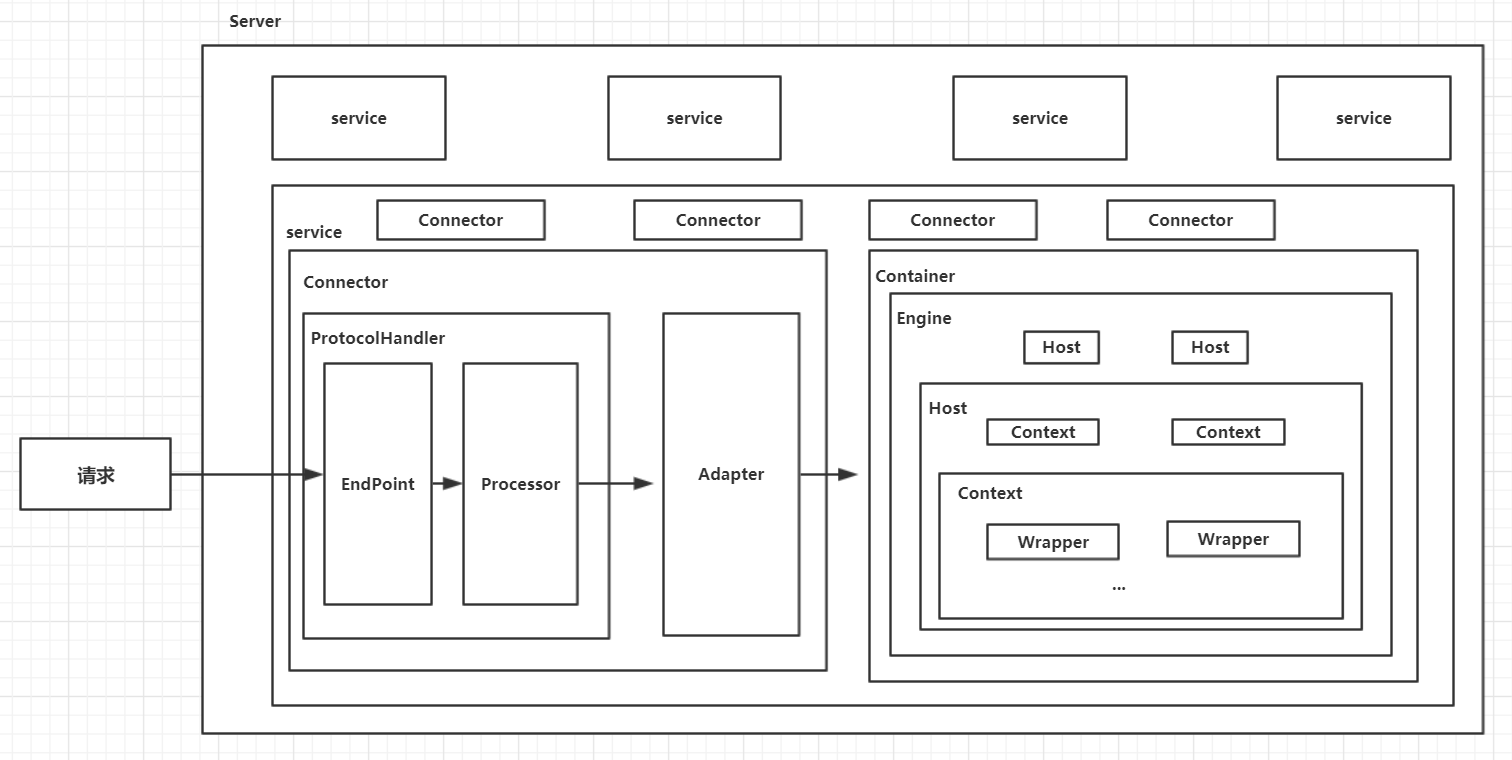 Server
service
service
service
service
service
Connector
Connector
Connector
Connector
Connector
ProtocolHandler
请求
EndPoint
Processor
Adapter
Container
Engine
Host
Host
Host
Context
Context
Context
Wrapper
Wrapper
...